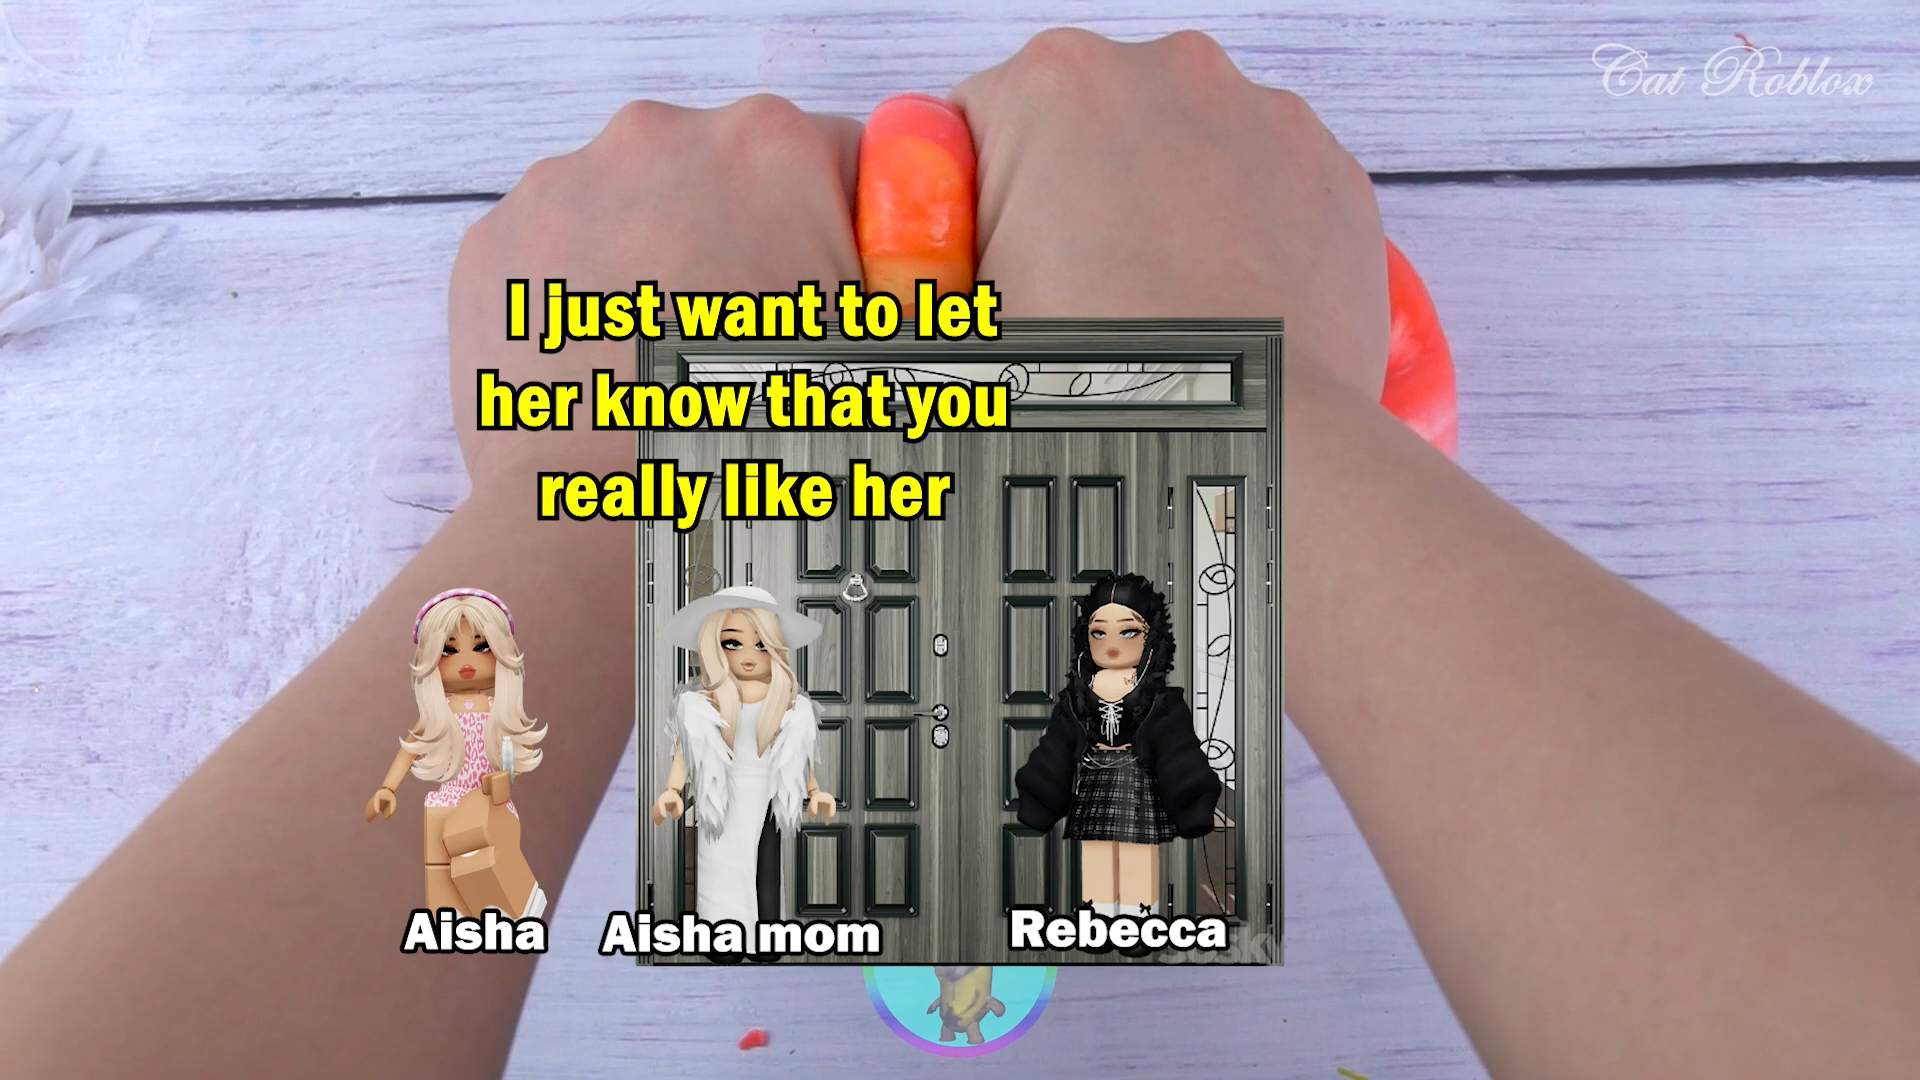 Cat Roblox
I just want to let
her know that you
really like her
Aisha
Aisha mom
Rebecca